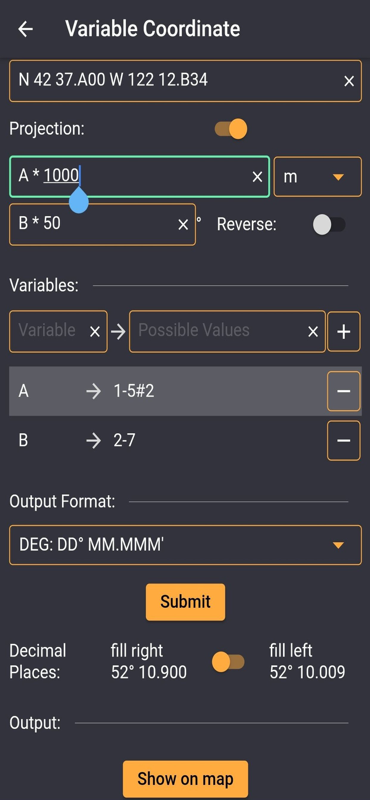 ← Variable Coordinate
N 42 37.A00 W 122 12.B34 ×
Projection:
A * 1000 × m
B * 50 × ° Reverse:
Variables:
Variable × → Possible Values × +
A → 1-5#2 −
B → 2-7 −
Output Format:
DEG: DD° MM.MMM'
Submit
Decimal Places: fill right 52° 10.900 fill left 52° 10.009
Output:
Show on map